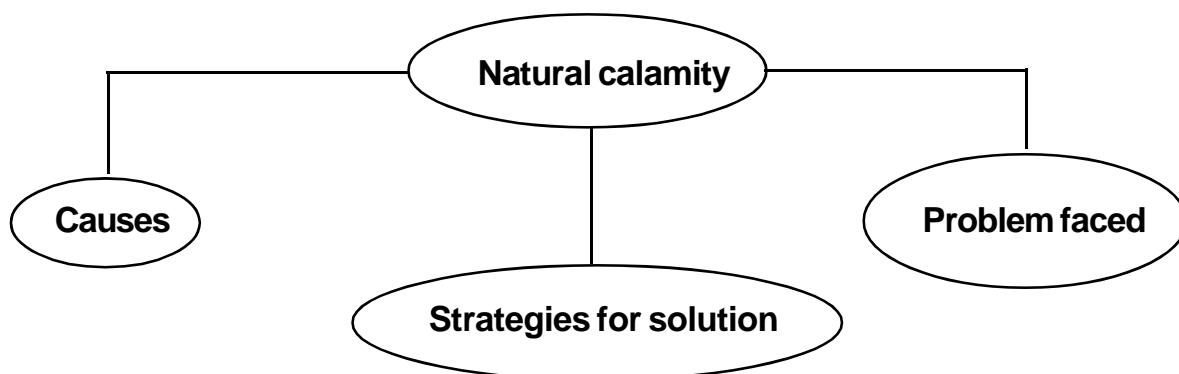 Natural calamity
Causes
Problem faced
Strategies for solution